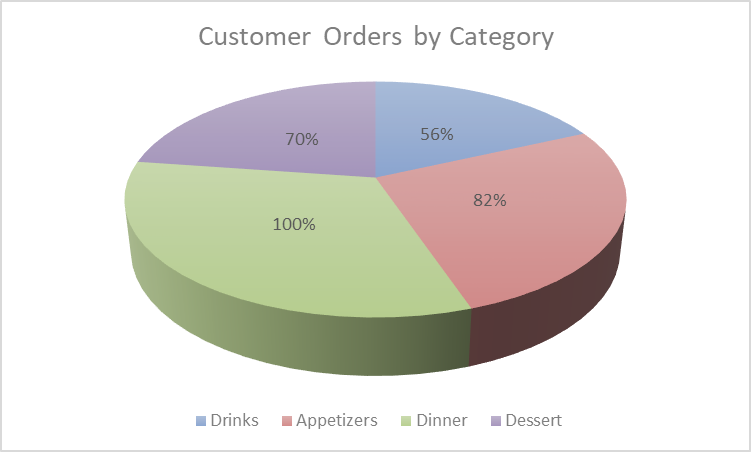 Customer Orders by Category
70% 56%
82%
100%
Drinks Appetizers Dinner Dessert